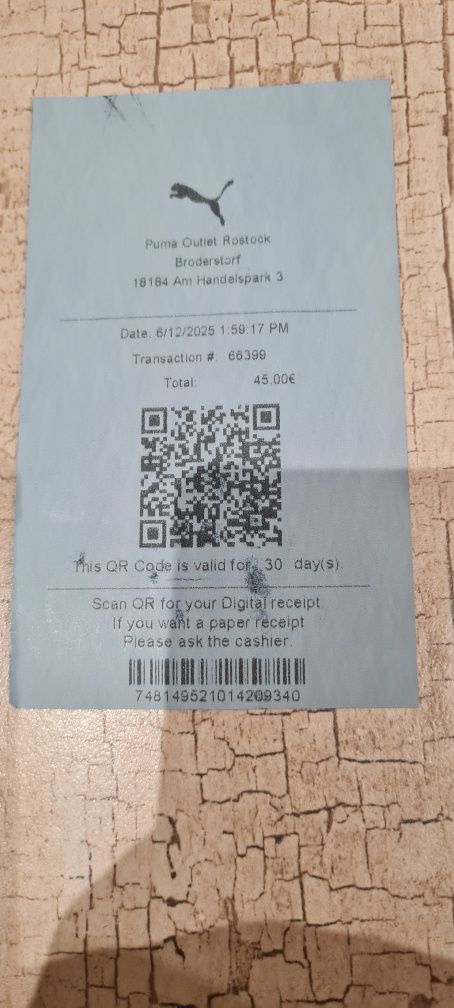 Puma Outlet Rostock
Broderstorf
18184 Am Handelspark 3
Date: 6/12/2025 1:59:17 PM
Transaction #: 66399
Total: 45,00€
This QR Code is valid for 30 day(s).
Scan QR for your Digital receipt
If you want a paper receipt
Please ask the cashier.
748149521014209340